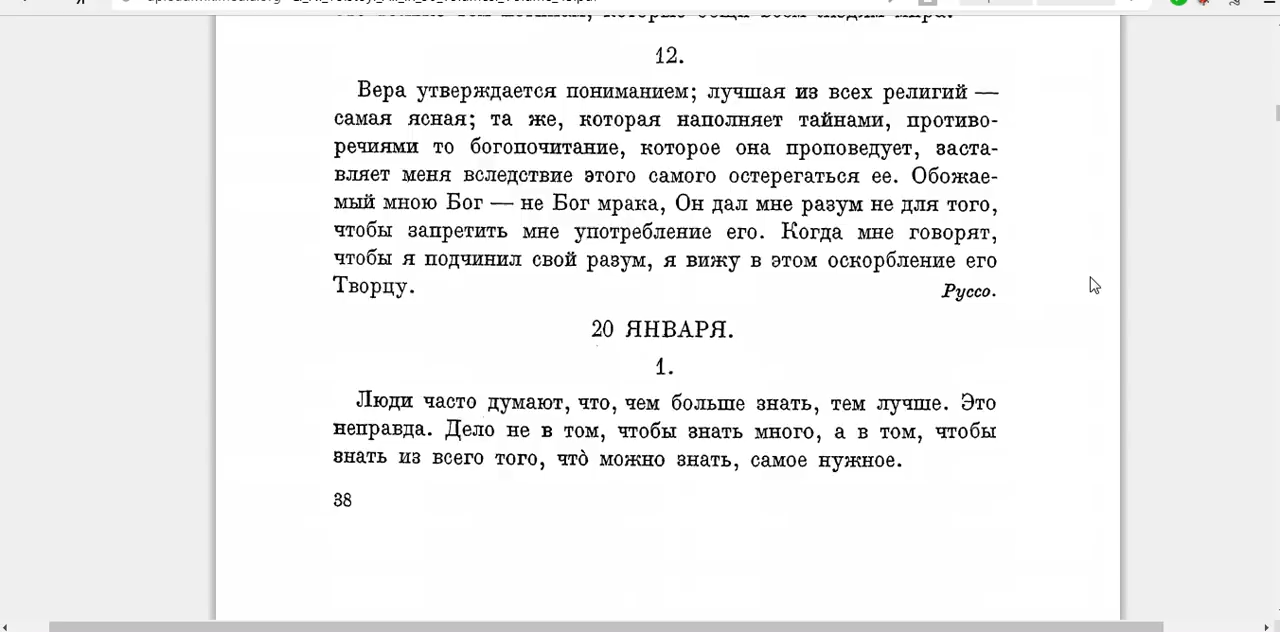 12.
Вера утверждается пониманием; лучшая из всех религий —
самая ясная; та же, которая наполняет тайнами, противо-
речиями то богопочитание, которое она проповедует, заста-
вляет меня вследствие этого самого остерегаться ее. Обожае-
мый мною Бог — не Бог мрака, Он дал мне разум не для того,
чтобы запретить мне употребление его. Когда мне говорят,
чтобы я подчинил свой разум, я вижу в этом оскорбление его
Творцу. Руссо.
20 ЯНВАРЯ.
1.
Люди часто думают, что, чем больше знать, тем лучше. Это
неправда. Дело не в том, чтобы знать много, а в том, чтобы
знать из всего того, что̀ можно знать, самое нужное.
38